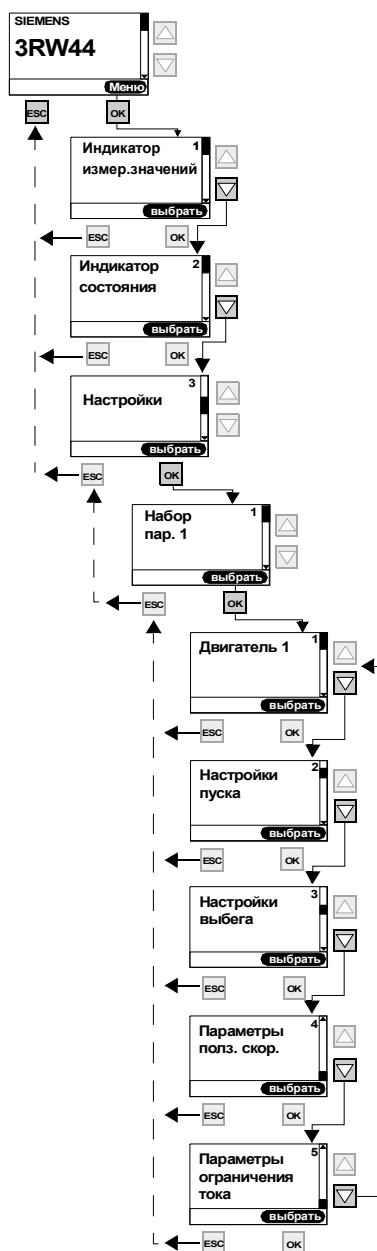 SIEMENS
3RW44
Меню
ESC OK
Индикатор 1
измер.значений
выбрать
ESC OK
Индикатор 2
состояния
выбрать
ESC OK
3
Настройки
выбрать
ESC OK
Набор 1
пар. 1
выбрать
ESC OK
Двигатель 1 1
выбрать
ESC OK
Настройки 2
пуска
выбрать
ESC OK
Настройки 3
выбега
выбрать
ESC OK
Параметры 4
полз. скор.
выбрать
ESC OK
Параметры 5
ограничения
тока
выбрать
ESC OK